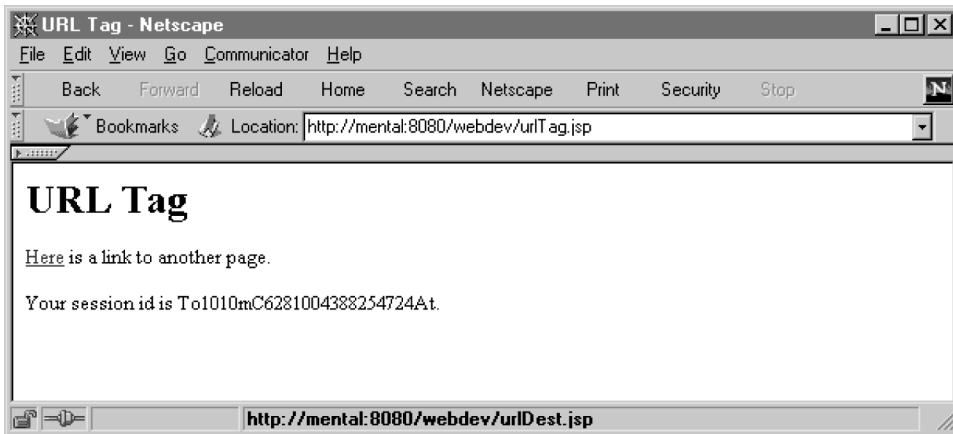 URL Tag - Netscape
File Edit View Go Communicator Help
Back Forward Reload Home Search Netscape Print Security Stop N
Bookmarks Location: http://mental:8080/webdev/urlTag.jsp
URL Tag
Here is a link to another page.
Your session id is To1010mC6281004388254724At.
http://mental:8080/webdev/urlDest.jsp